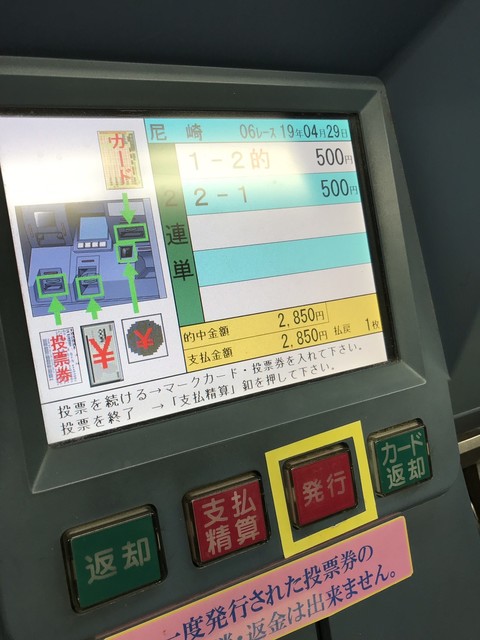 尼崎 06レース 19年04月29日
2連単
1-2的 500円
2-1 500円
的中金額 2,850円
支払金額 2,850円 払戻 1枚
カード
投票券
¥
¥
投票を続ける→マークカード・投票券を入れて下さい。
投票を終了 →「支払精算」釦を押して下さい。
返却
支払
精算
発行
カード
返却
一度発行された投票券の
・返金は出来ません。